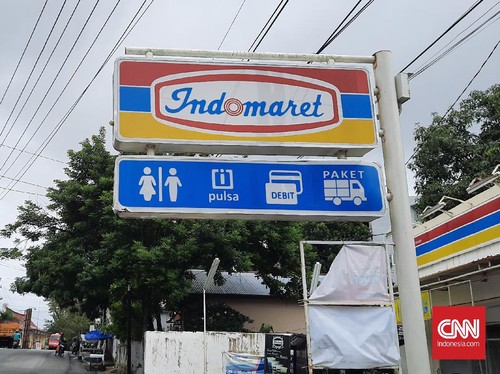 Indomaret
pulsa
DEBIT
PAKET
CNN
Indonesia.com